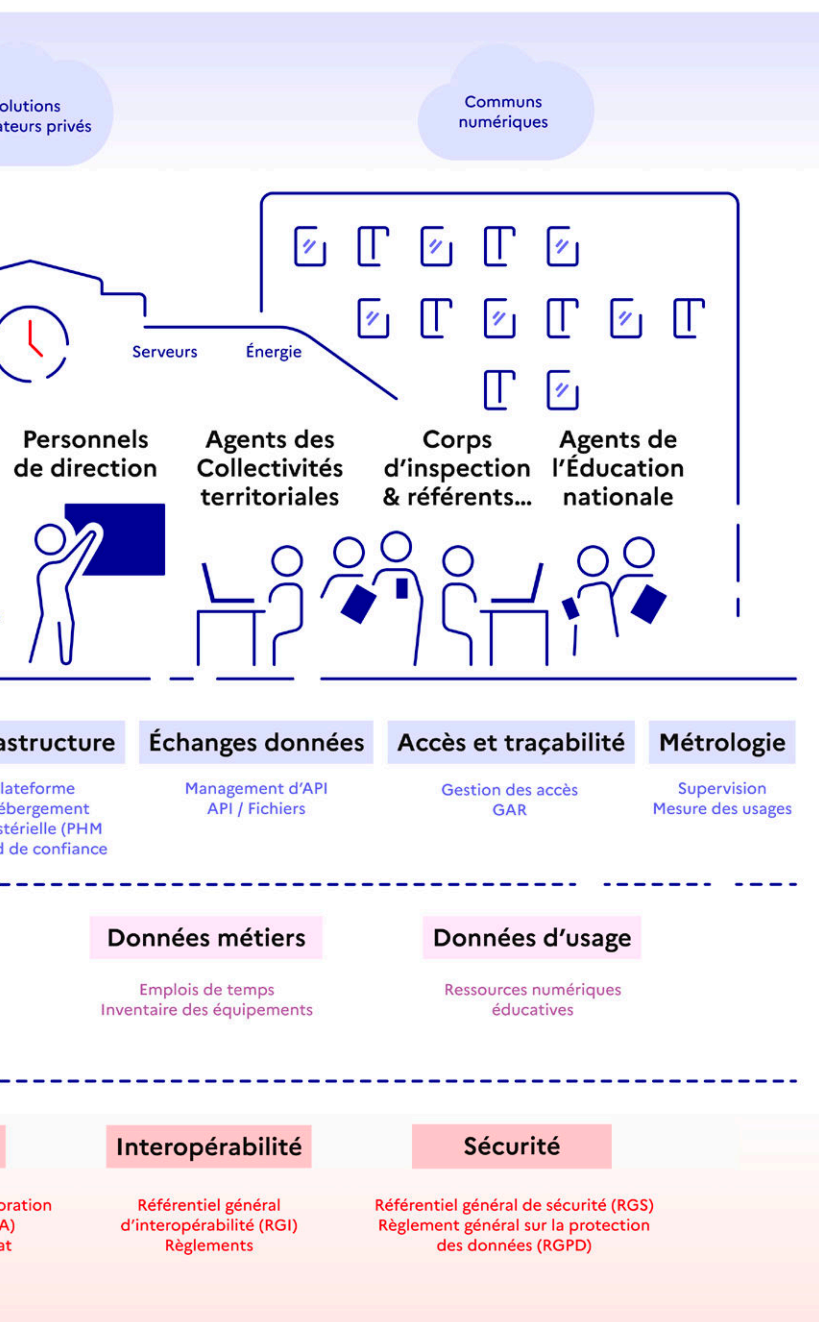 olutions
ateurs privés
Communs
numériques
Serveurs
Énergie
Personnels
de direction
Agents des
Collectivités
territoriales
Corps
d'inspection
& référents…
Agents de
l'Éducation
nationale
astructure
lateforme
ébergement
stérielle (PHM
d de confiance
Échanges données
Management d'API
API / Fichiers
Accès et traçabilité
Gestion des accès
GAR
Métrologie
Supervision
Mesure des usages
Données métiers
Emplois de temps
Inventaire des équipements
Données d'usage
Ressources numériques
éducatives
oration
A)
at
Interopérabilité
Référentiel général
d'interopérabilité (RGI)
Règlements
Sécurité
Référentiel général de sécurité (RGS)
Règlement général sur la protection
des données (RGPD)